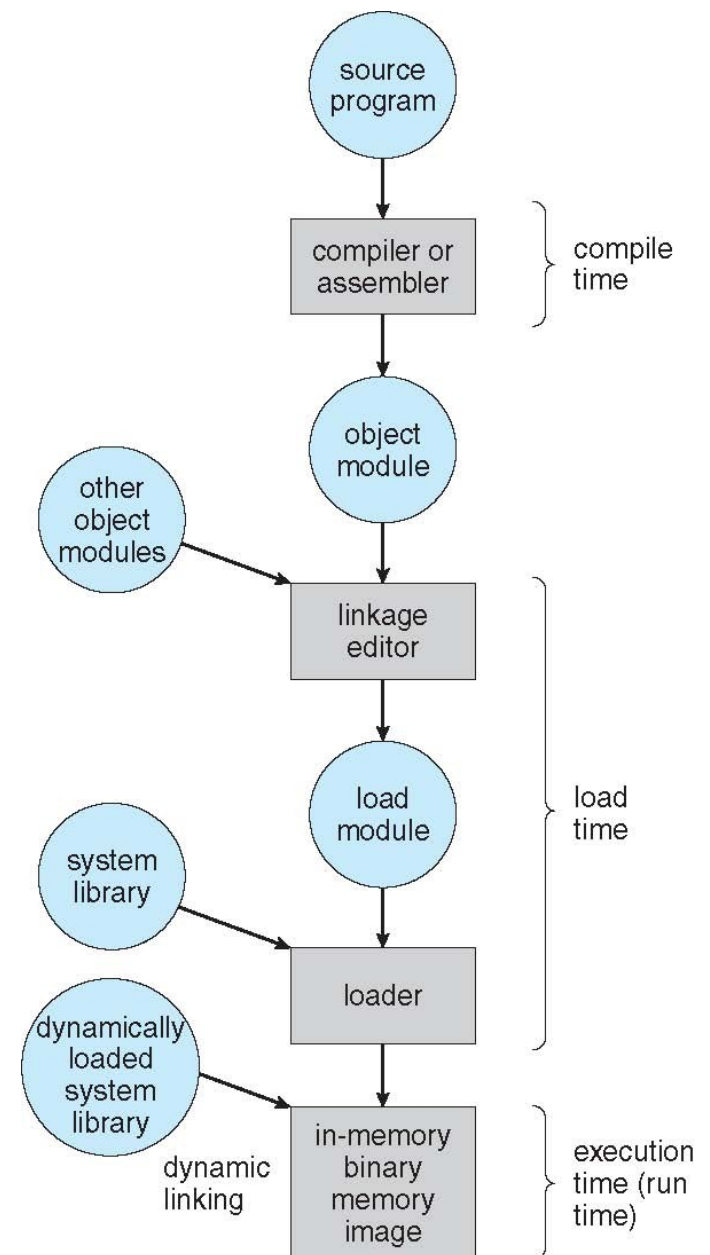 source
program
compiler or
assembler
compile
time
object
module
other
object
modules
linkage
editor
load
module
load
time
system
library
loader
dynamically
loaded
system
library
dynamic
linking
in-memory
binary
memory
image
execution
time (run
time)